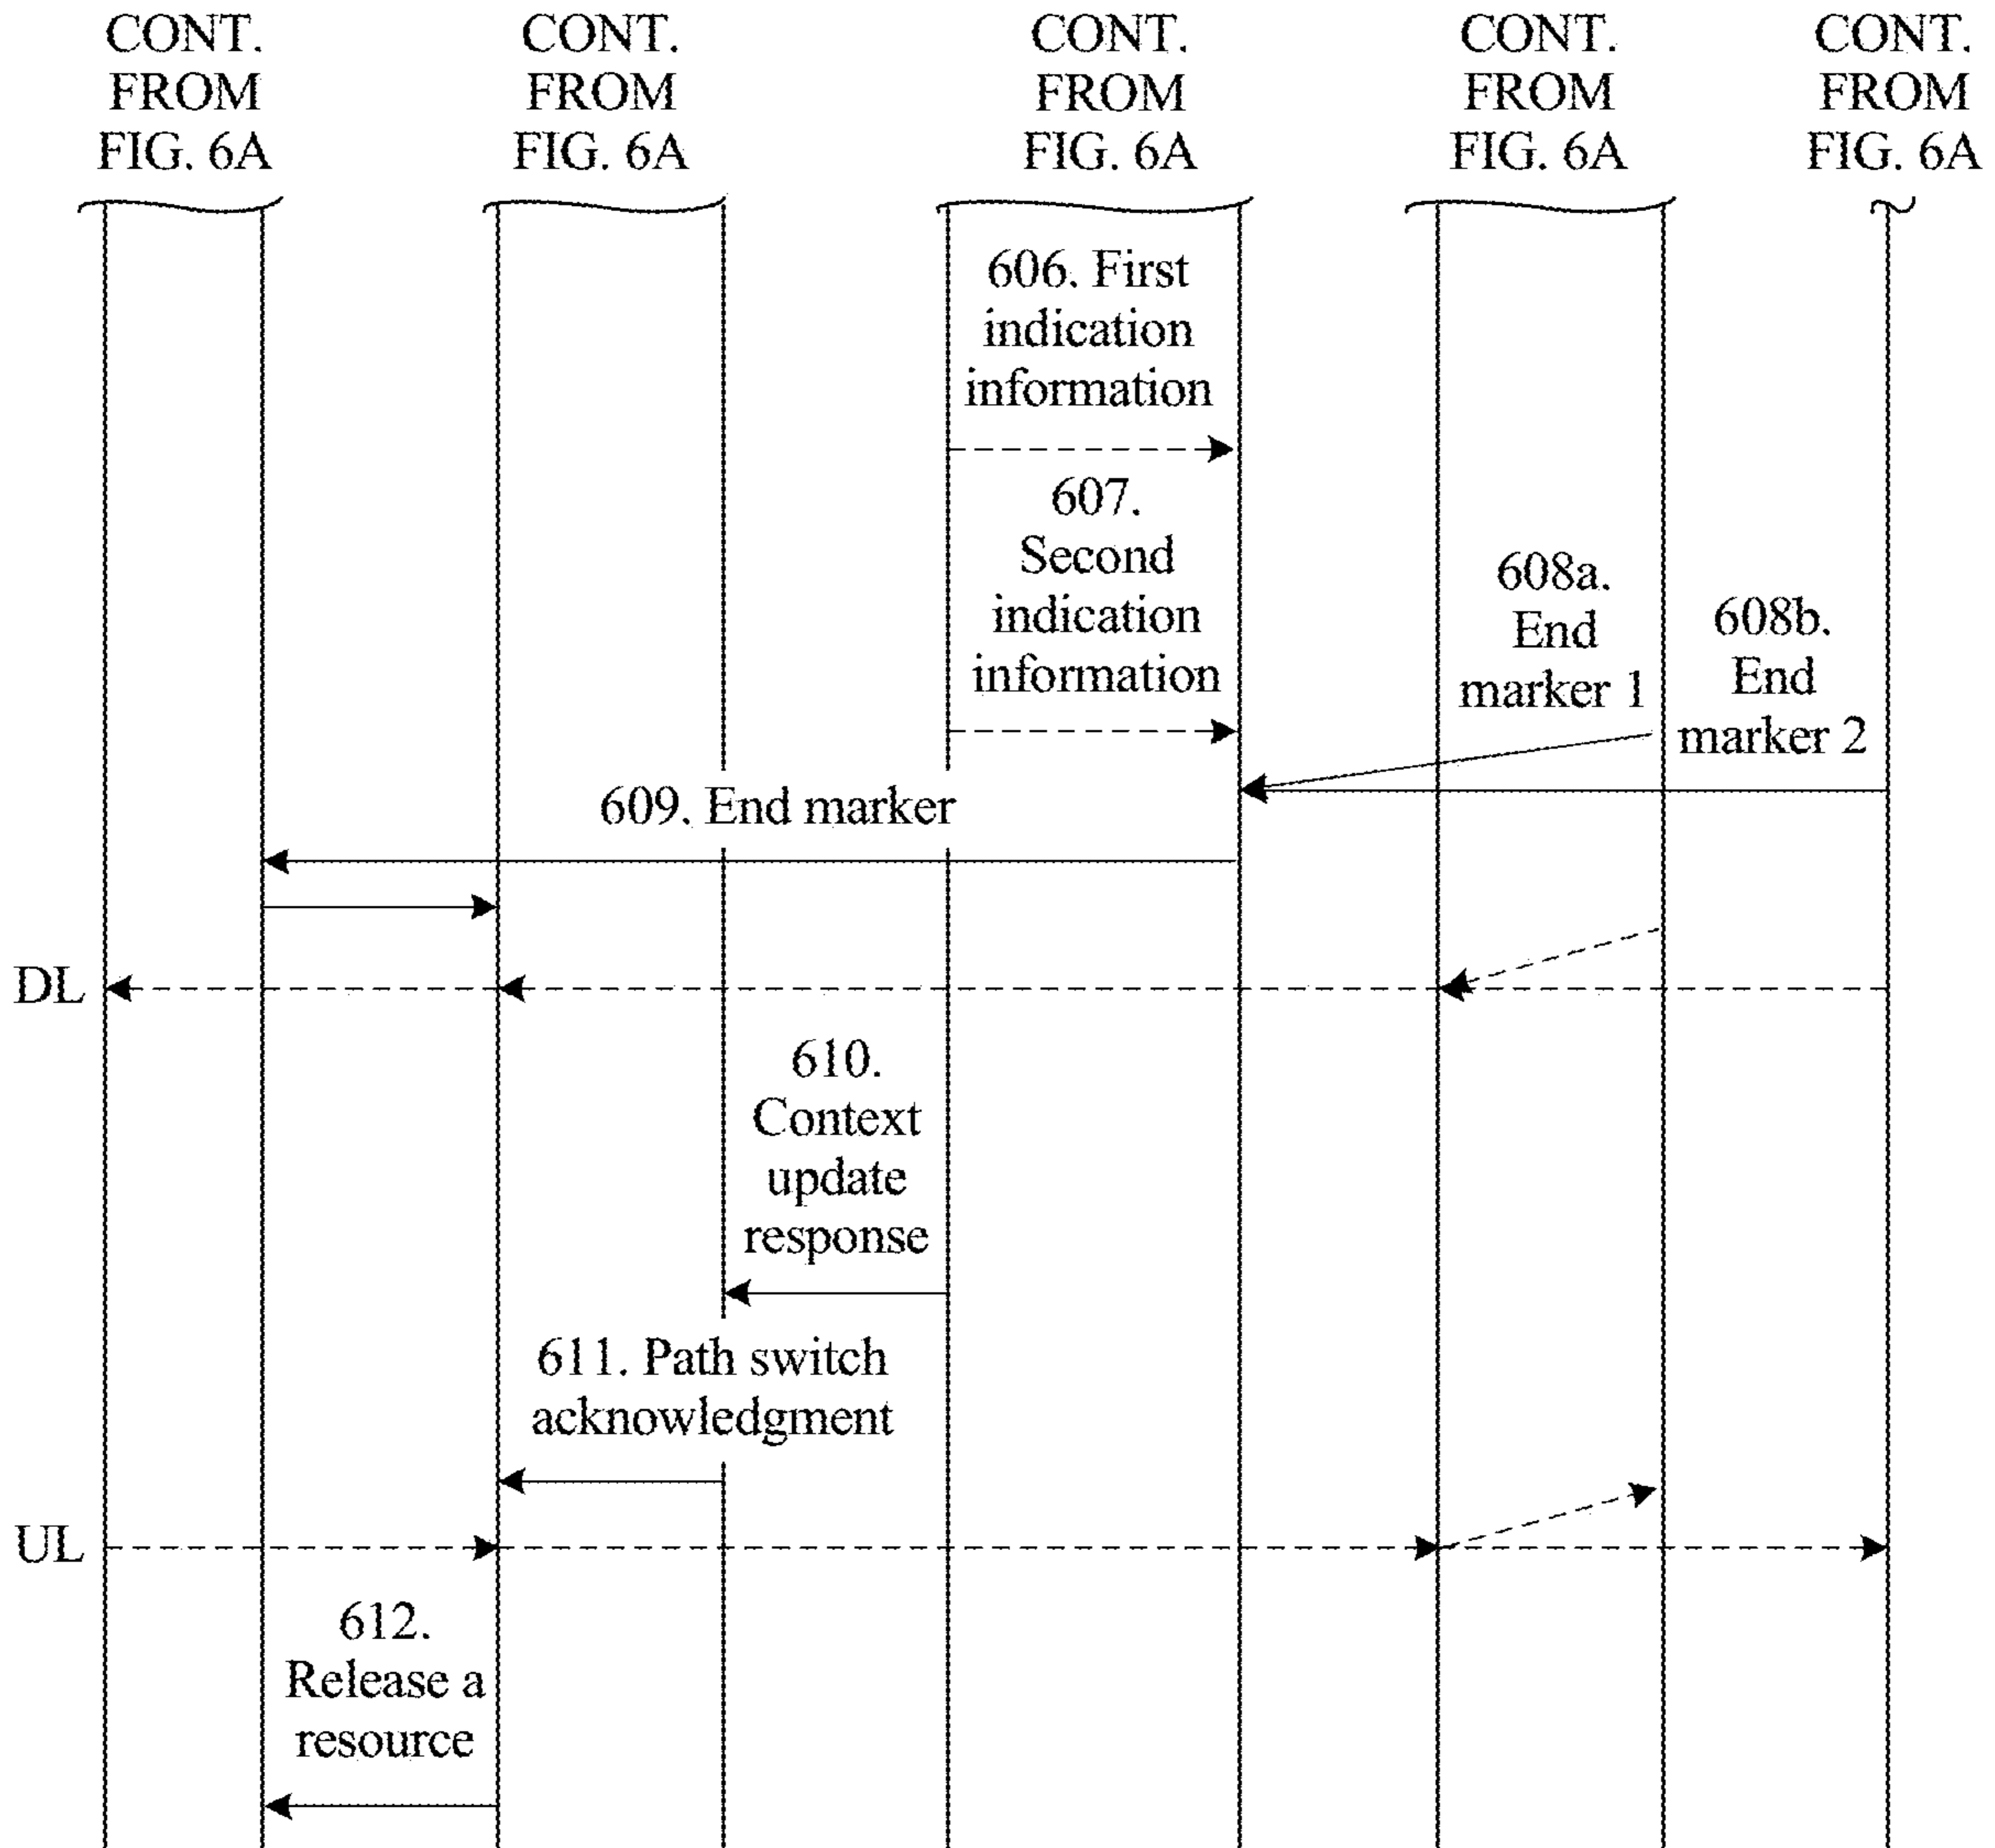 CONT.
FROM
FIG. 6A
CONT.
FROM
FIG. 6A
CONT.
FROM
FIG. 6A
CONT.
FROM
FIG. 6A
CONT.
FROM
FIG. 6A
606. First
indication
information
607.
Second
indication
information
608a.
End
marker 1
608b.
End
marker 2
609. End marker
DL
610.
Context
update
response
611. Path switch
acknowledgment
UL
612.
Release a
resource